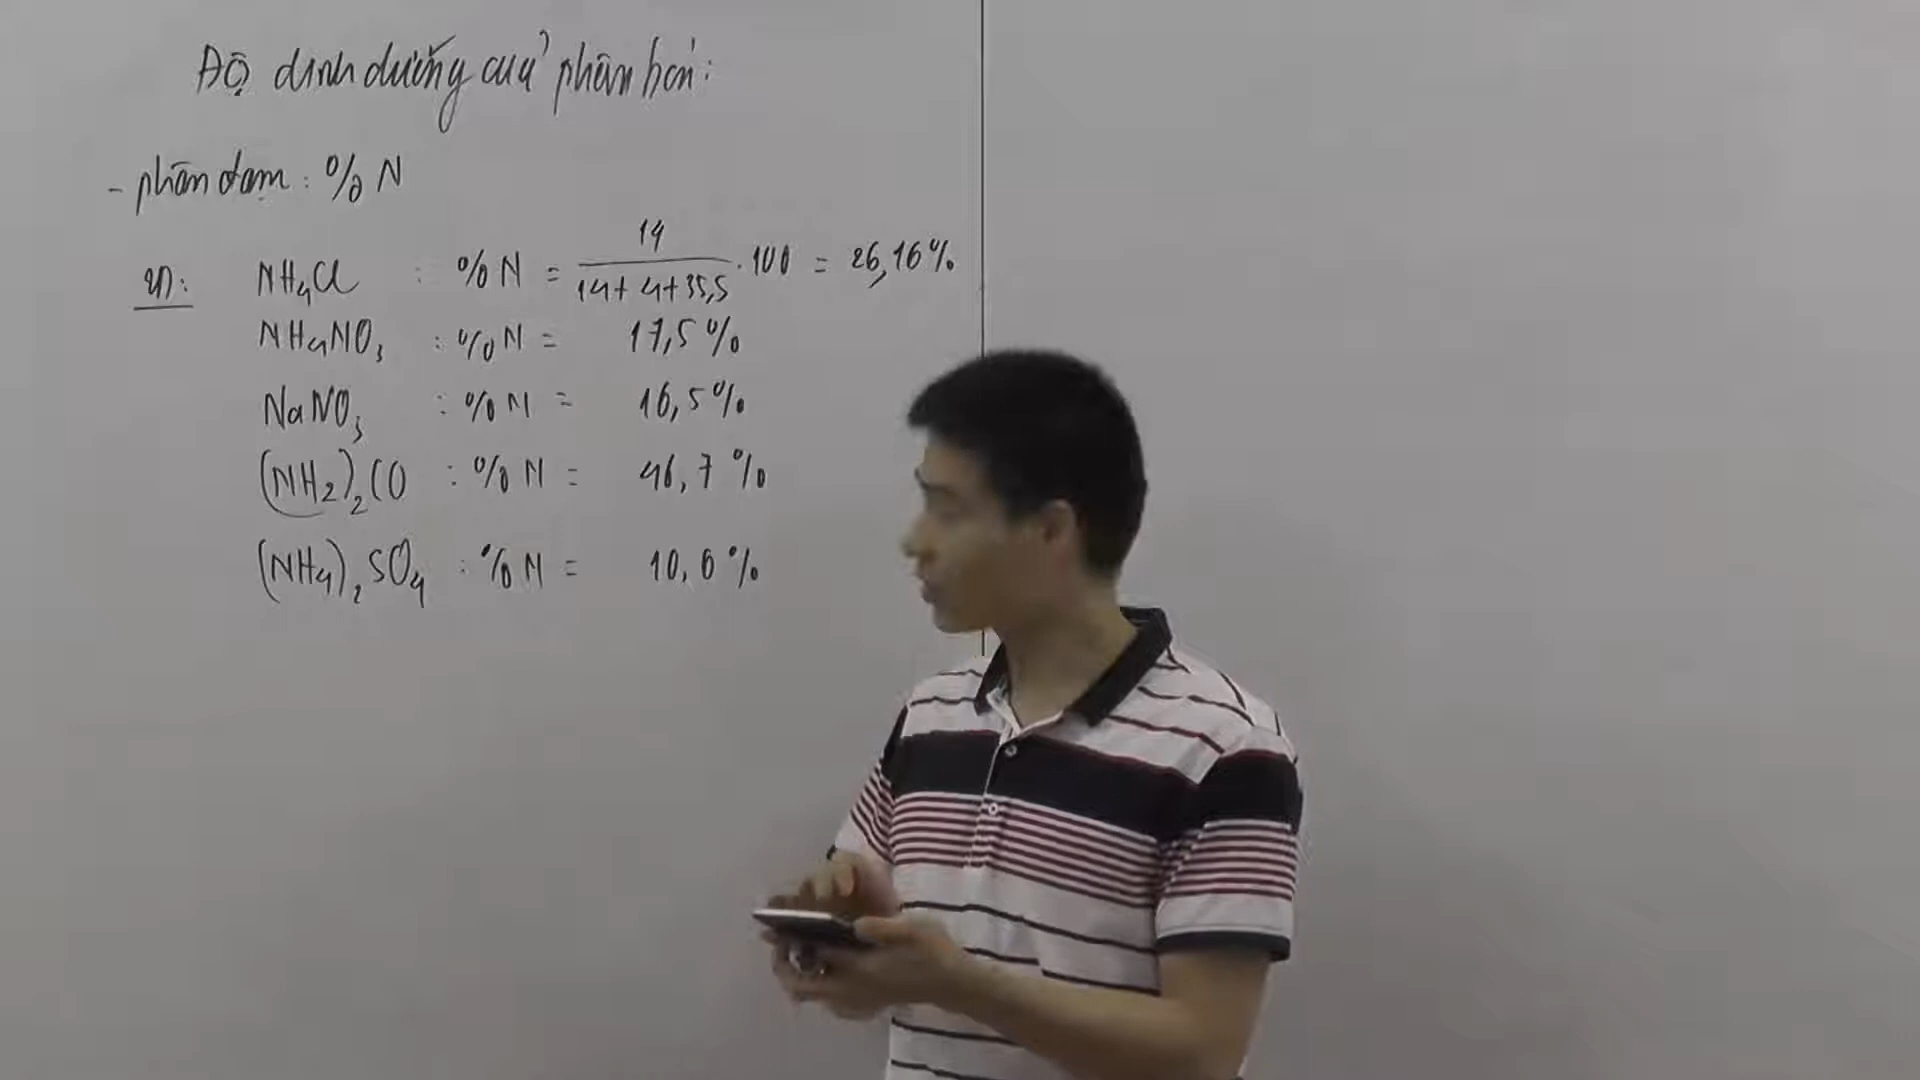 Độ dinh dưỡng của phân bón:
- phân đạm: % N
VD: NH4Cl : % N = 14 / (14 + 4 + 35,5) . 100 = 26,16 %
NH4NO3 : % N = 17,5 %
NaNO3 : % N = 16,5 %
(NH2)2CO : % N = 46,7 %
(NH4)2SO4 : % N = 10,6 %